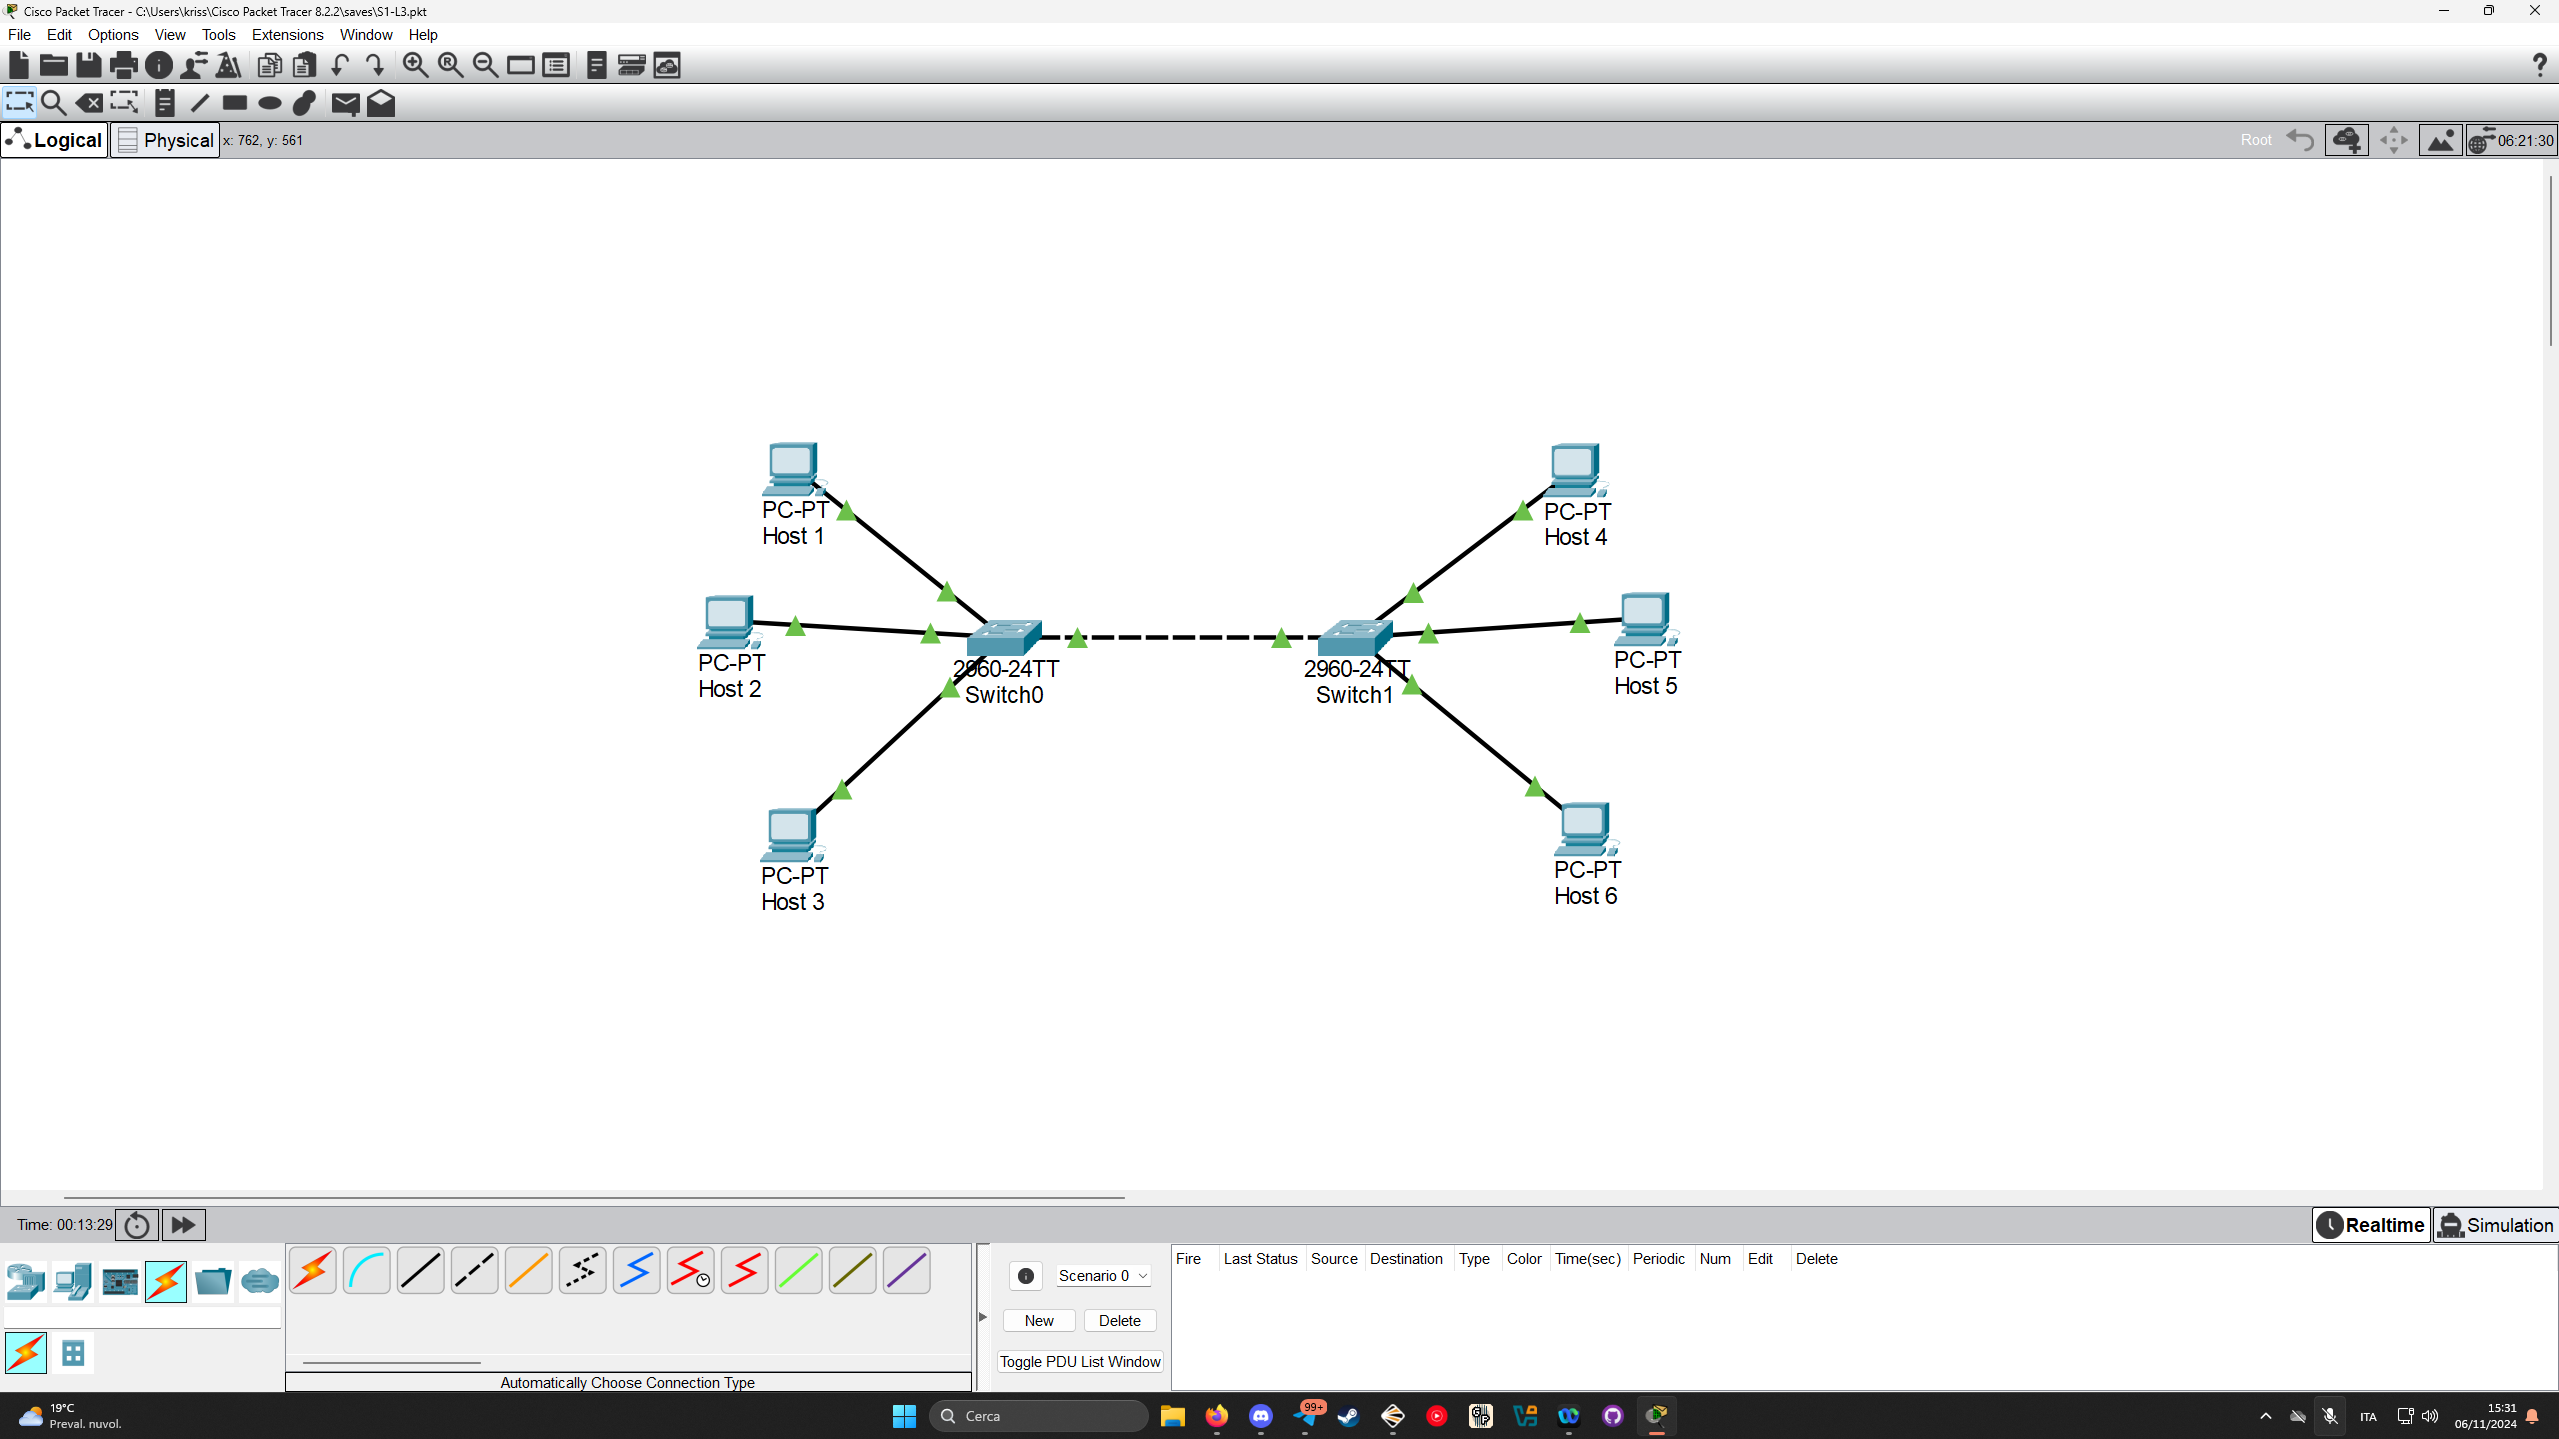 Cisco Packet Tracer - C:\Users\kriss\Cisco Packet Tracer 8.2.2\saves\S1-L3.pkt
File Edit Options View Tools Extensions Window Help
Logical Physical x: 762, y: 561 Root 06:21:30
PC-PT
Host 1
PC-PT
Host 4
PC-PT
Host 2
2960-24TT
Switch0
2960-24TT
Switch1
PC-PT
Host 5
PC-PT
Host 3
PC-PT
Host 6
Time: 00:13:29 Realtime Simulation
Scenario 0
New Delete
Toggle PDU List Window
Fire Last Status Source Destination Type Color Time(sec) Periodic Num Edit Delete
Automatically Choose Connection Type
19°C
Preval. nuvol.
Cerca
99+
ITA
15:31
06/11/2024